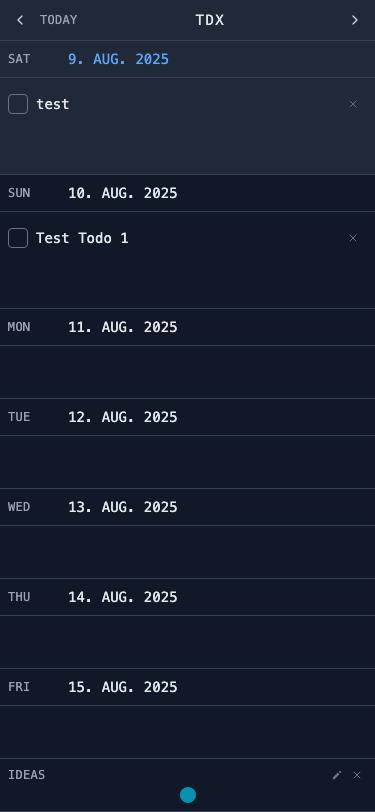 TODAY TDX
SAT 9. AUG. 2025
test
SUN 10. AUG. 2025
Test Todo 1
MON 11. AUG. 2025
TUE 12. AUG. 2025
WED 13. AUG. 2025
THU 14. AUG. 2025
FRI 15. AUG. 2025
IDEAS